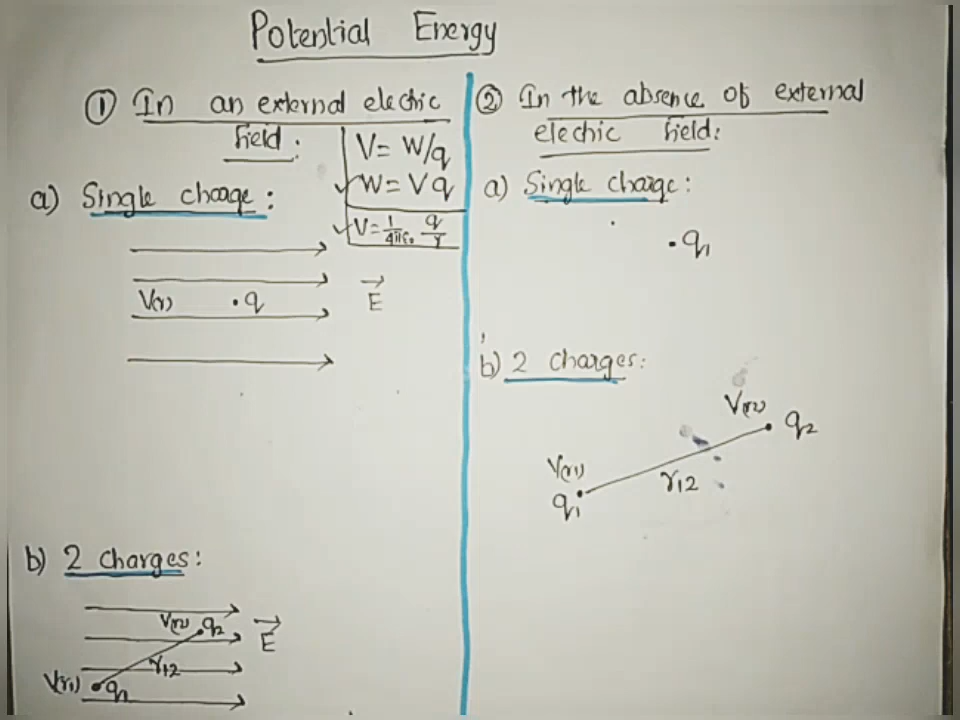 Potential Energy
① In an external electric
field:
V = W/q
W = Vq
V = 1/4πε₀ q/r
a) Single charge:
V(r) .q
E⃗
b) 2 charges:
V(r2) q2
E⃗
r12
V(r1) q1
② In the absence of external
electric field:
a) Single charge:
.q1
b) 2 charges:
V(r2) q2
V(r1)
r12
q1